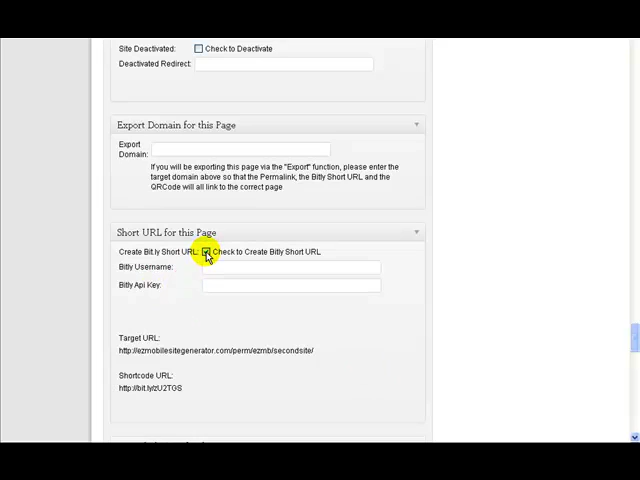 Site Deactivated: Check to Deactivate
Deactivated Redirect:
Export Domain for this Page
Export
Domain:
If you will be exporting this page via the "Export" function, please enter the
target domain above so that the Permalink, the Bitly Short URL and the
QRCode will all link to the correct page
Short URL for this Page
Create Bit.ly Short URL: Check to Create Bitly Short URL
Bitly Username:
Bitly Api Key:
Target URL:
http://ezmobilesitegenerator.com/perm/ezmb/secondsite/
Shortcode URL:
http://bit.ly/zU2TGS